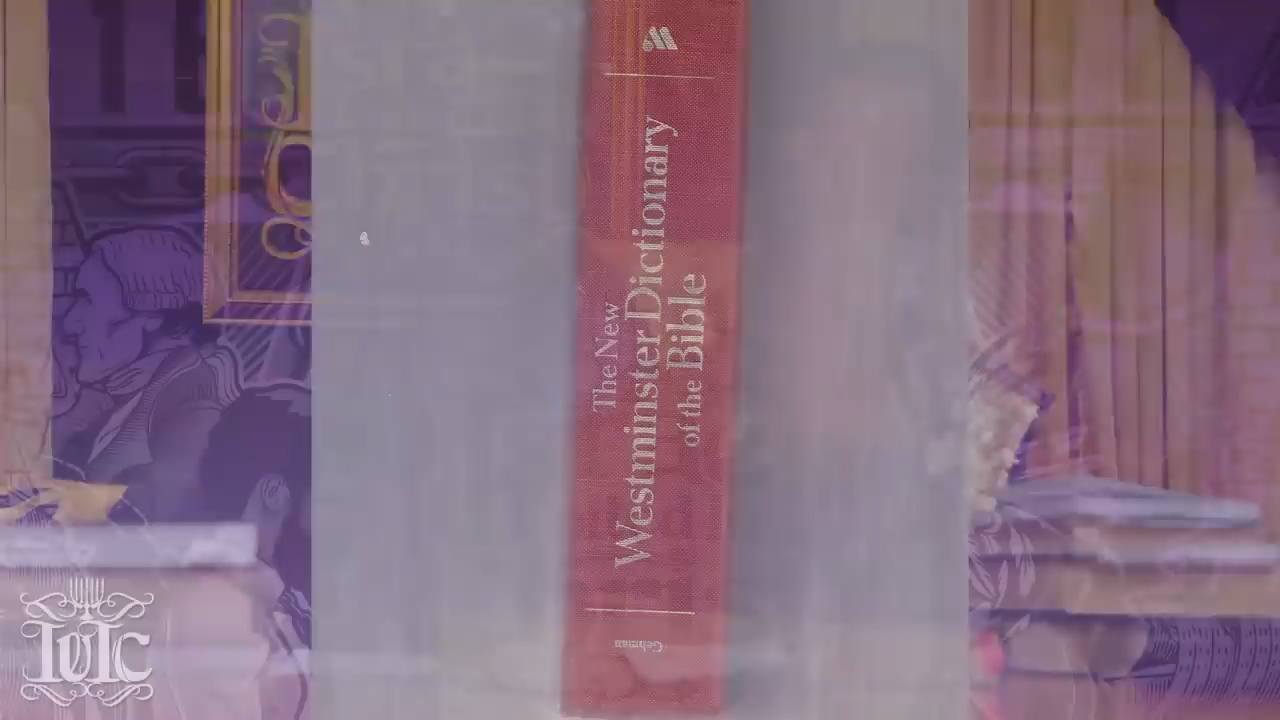 The New
Westminster Dictionary
of the Bible
Gehman
IUIC